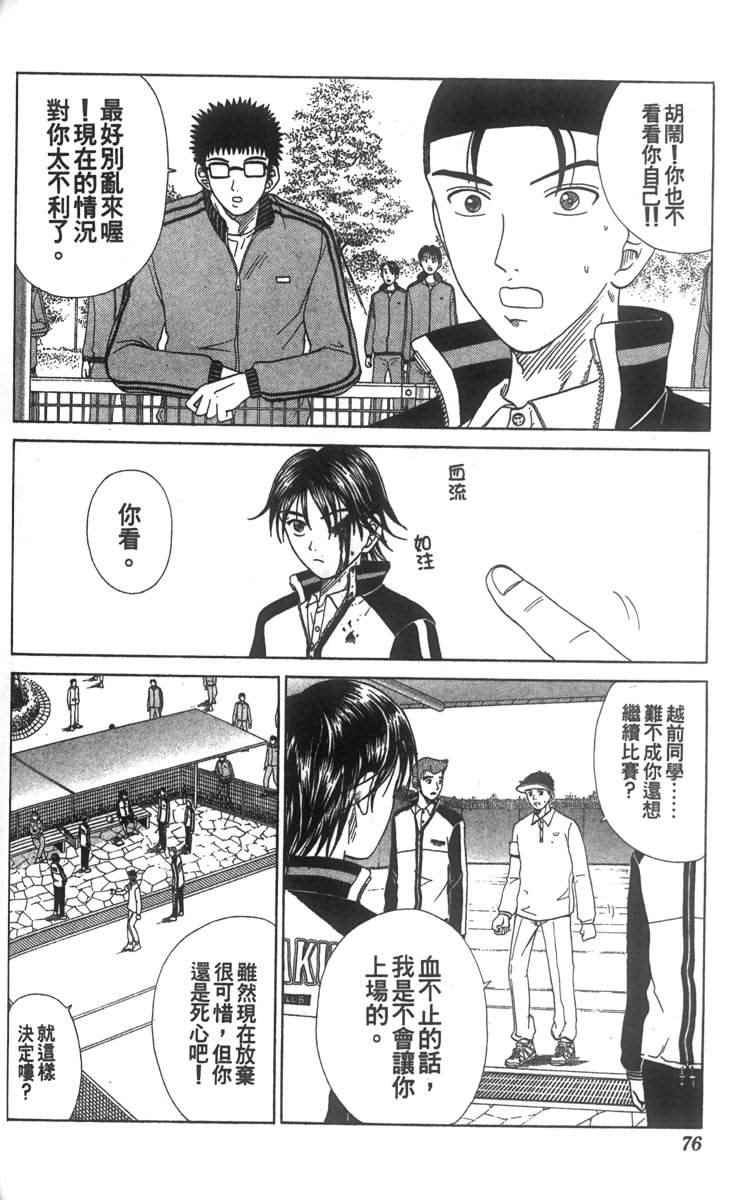 胡鬧！你也不
看看你自己!!
最好別亂來喔
！現在的情況
對你太不利了。
血流
如注
你看。
越前同學……
難不成你還想
繼續比賽？
血不止的話，
我是不會讓你
上場的。
雖然現在放棄
很可惜，但你
還是死心吧！
就這樣
決定嘍？
76